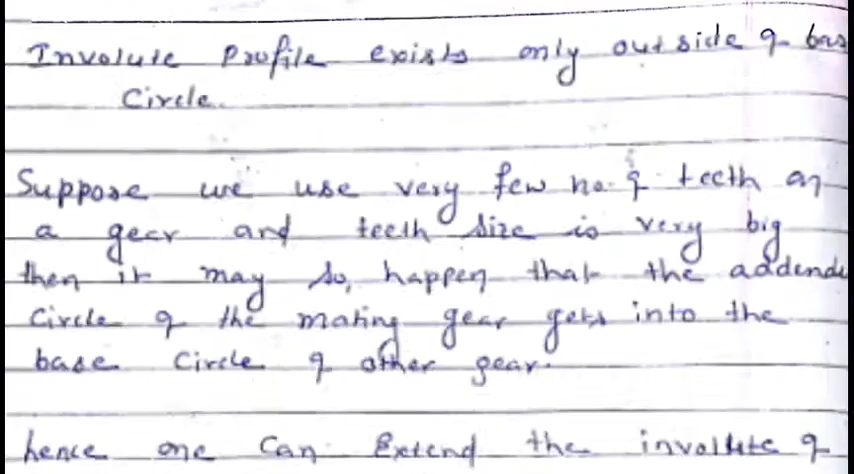 Involute Profile exists only outside of bas
Circle.
Suppose we use very few no. of teeth on
a gear and teeth size is very big
then it may so, happen that the addendu
Circle of the mating gear gets into the
base Circle of other gear.
hence one can Extend the involute of